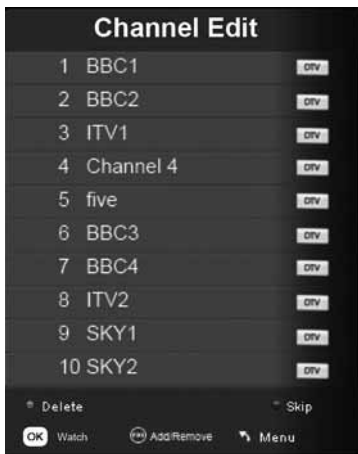 Channel Edit
1 BBC1 DTV
2 BBC2 DTV
3 ITV1 DTV
4 Channel 4 DTV
5 five DTV
6 BBC3 DTV
7 BBC4 DTV
8 ITV2 DTV
9 SKY1 DTV
10 SKY2 DTV
Delete Skip
OK Watch FAV Add/Remove Menu